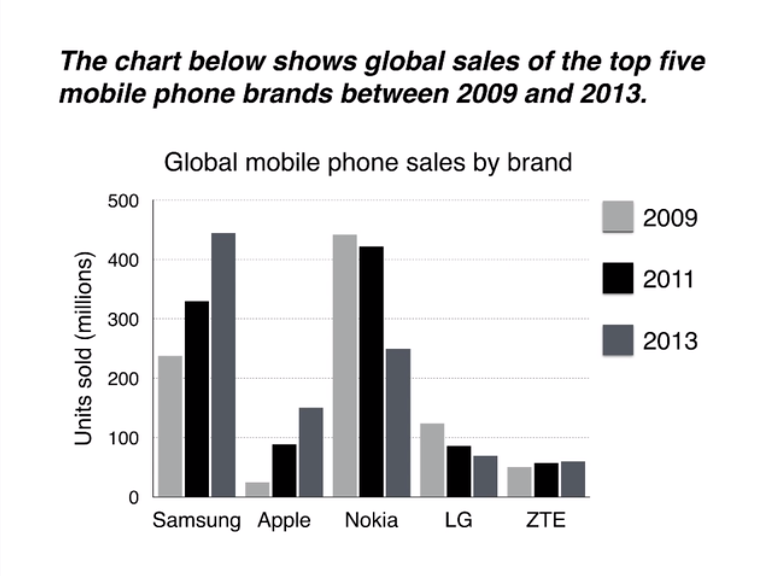 The chart below shows global sales of the top five
mobile phone brands between 2009 and 2013.
Global mobile phone sales by brand
500
400
300
200
100
0
Units sold (millions)
Samsung Apple Nokia LG ZTE
2009
2011
2013